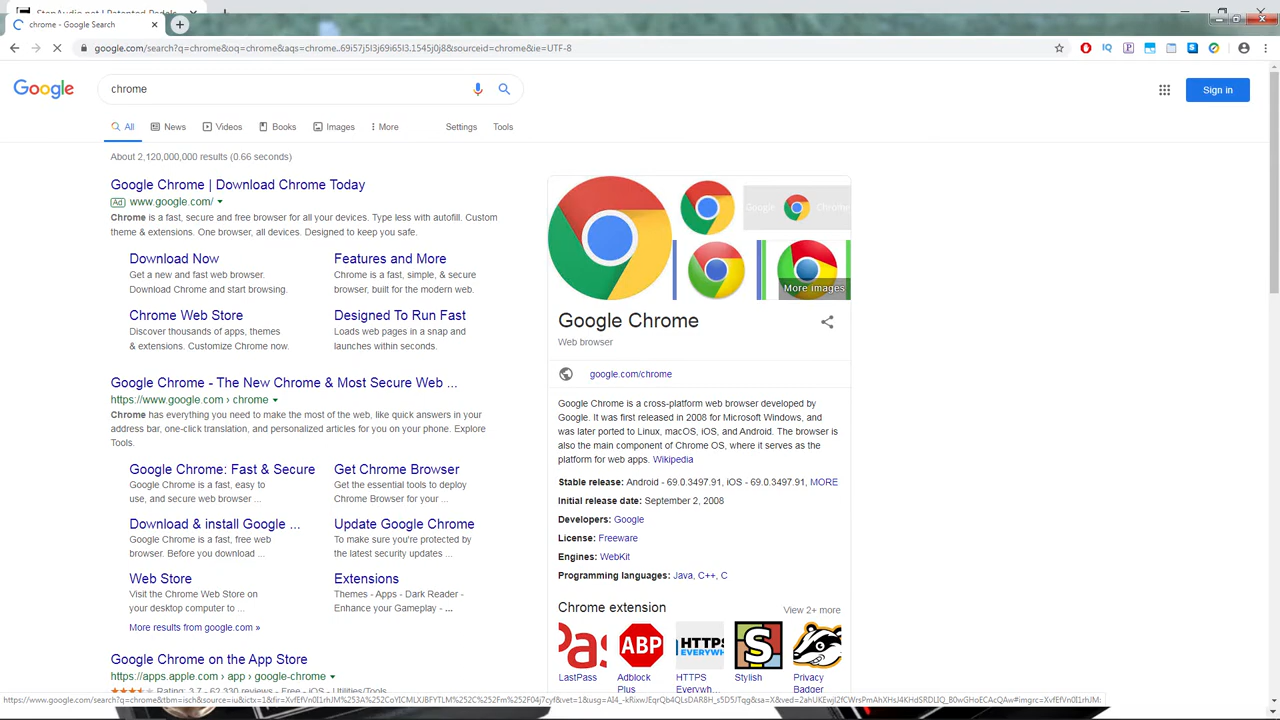 StepAudio.net | Patented Pedals
chrome - Google Search
google.com/search?q=chrome&oq=chrome&aqs=chrome..69i57j5l3j69i65l3.1545j0j8&sourceid=chrome&ie=UTF-8
Google
chrome
Sign in
All News Videos Books Images More Settings Tools
About 2,120,000,000 results (0.66 seconds)
Google Chrome | Download Chrome Today
Ad www.google.com/
Chrome is a fast, secure and free browser for all your devices. Type less with autofill. Custom
theme & extensions. One browser, all devices. Designed to keep you safe.
Download Now
Get a new and fast web browser.
Download Chrome and start browsing.
Features and More
Chrome is a fast, simple, & secure
browser, built for the modern web.
Chrome Web Store
Discover thousands of apps, themes
& extensions. Customize Chrome now.
Designed To Run Fast
Loads web pages in a snap and
launches within seconds.
Google Chrome - The New Chrome & Most Secure Web ...
https://www.google.com › chrome
Chrome has everything you need to make the most of the web, like quick answers in your
address bar, one-click translation, and personalized articles for you on your phone. Explore
Tools.
Google Chrome: Fast & Secure
Google Chrome is a fast, easy to
use, and secure web browser ...
Get Chrome Browser
Get the essential tools to deploy
Chrome Browser for your ...
Download & install Google ...
Google Chrome is a fast, free web
browser. Before you download ...
Update Google Chrome
To make sure you're protected by
the latest security updates ...
Web Store
Visit the Chrome Web Store on
your desktop computer to ...
Extensions
Themes - Apps - Dark Reader -
Enhance your Gameplay - ...
More results from google.com »
Google Chrome on the App Store
https://apps.apple.com › app › google-chrome
Rating: 3.7 - 62,330 reviews - Free - iOS - Utilities/Tools
Google Chrome
More images
Google Chrome
Web browser
google.com/chrome
Google Chrome is a cross-platform web browser developed by
Google. It was first released in 2008 for Microsoft Windows, and
was later ported to Linux, macOS, iOS, and Android. The browser is
also the main component of Chrome OS, where it serves as the
platform for web apps. Wikipedia
Stable release: Android - 69.0.3497.91, iOS - 69.0.3497.91, MORE
Initial release date: September 2, 2008
Developers: Google
License: Freeware
Engines: WebKit
Programming languages: Java, C++, C
Chrome extension
View 2+ more
ABP
HTTPS
S
LastPass
Adblock
Plus
HTTPS
Everywh...
Stylish
Privacy
Badger